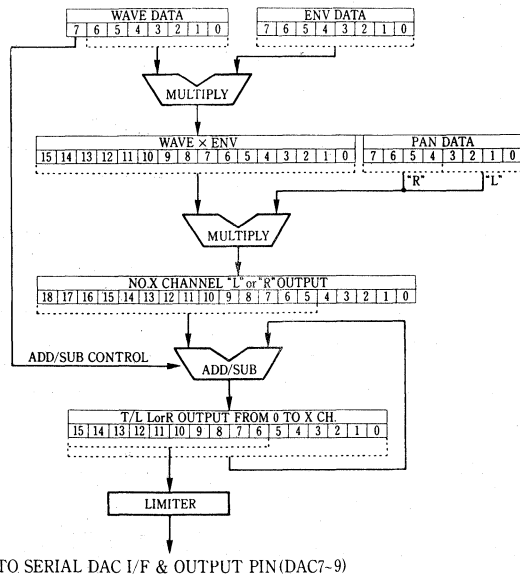 WAVE DATA
7 6 5 4 3 2 1 0
ENV DATA
7 6 5 4 3 2 1 0
MULTIPLY
WAVE × ENV
15 14 13 12 11 10 9 8 7 6 5 4 3 2 1 0
PAN DATA
7 6 5 4 3 2 1 0
"R" "L"
MULTIPLY
NO.X CHANNEL "L" or "R" OUTPUT
18 17 16 15 14 13 12 11 10 9 8 7 6 5 4 3 2 1 0
ADD/SUB CONTROL
ADD/SUB
T/L LorR OUTPUT FROM 0 TO X CH.
15 14 13 12 11 10 9 8 7 6 5 4 3 2 1 0
LIMITER
TO SERIAL DAC I/F & OUTPUT PIN(DAC7~9)